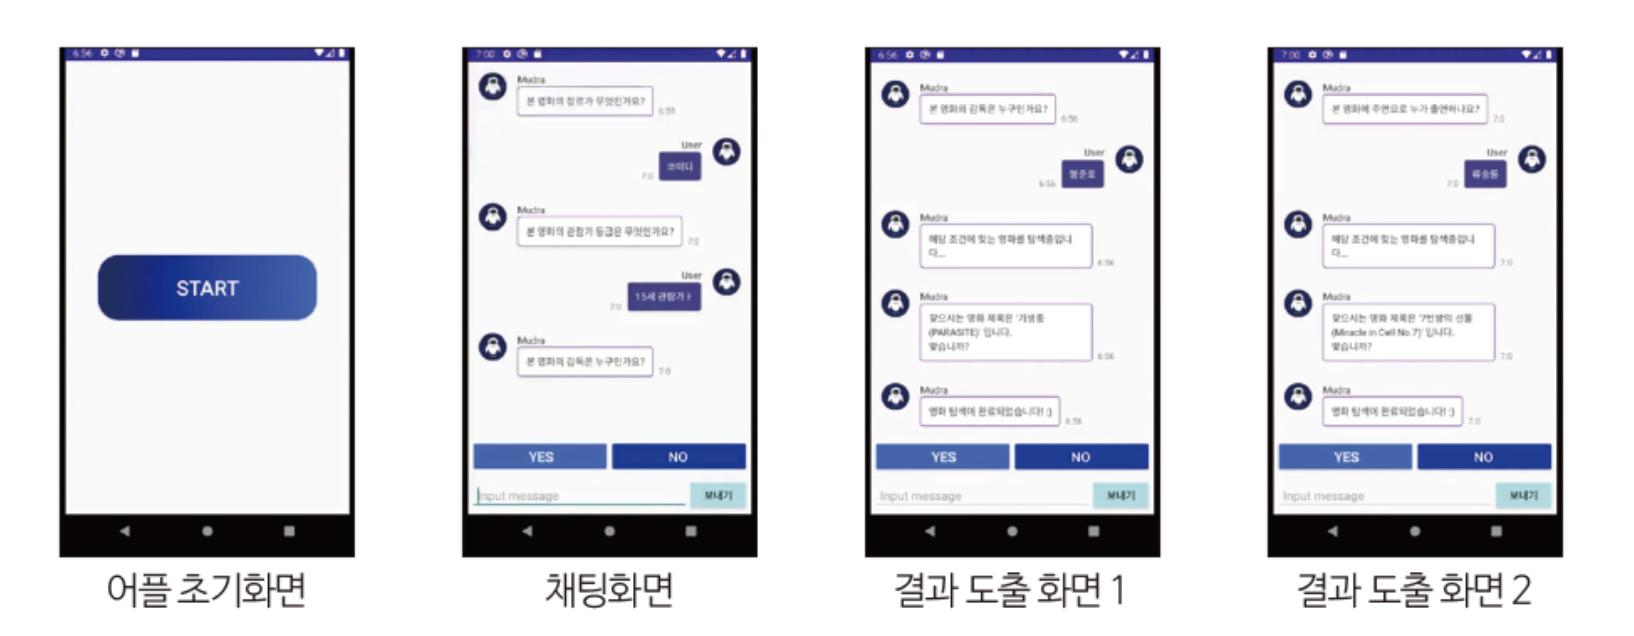 6:56
START
어플 초기화면
7:00
Mudra
본 영화의 장르가 무엇인가요?
6:59
User
코미디
7:0
Mudra
본 영화의 관람가 등급은 무엇인가요?
7:0
User
15세 관람가
7:0
Mudra
본 영화의 감독은 누구인가요?
7:0
YES
NO
Input message
보내기
채팅화면
6:56
Mudra
본 영화의 감독은 누구인가요?
6:56
User
봉준호
6:56
Mudra
해당 조건에 맞는 영화를 탐색중입니
다...
6:56
Mudra
찾으시는 영화 제목은 '기생충
(PARASITE)' 입니다.
맞습니까?
6:56
Mudra
영화 탐색이 완료되었습니다! :)
6:56
YES
NO
Input message
보내기
결과 도출 화면 1
7:00
Mudra
본 영화에 주연으로 누가 출연하나요?
7:0
User
류승룡
7:0
Mudra
해당 조건에 맞는 영화를 탐색중입니
다...
7:0
Mudra
찾으시는 영화 제목은 '7번방의 선물
(Miracle in Cell No.7)' 입니다.
맞습니까?
7:0
Mudra
영화 탐색이 완료되었습니다! :)
7:0
YES
NO
Input message
보내기
결과 도출 화면 2